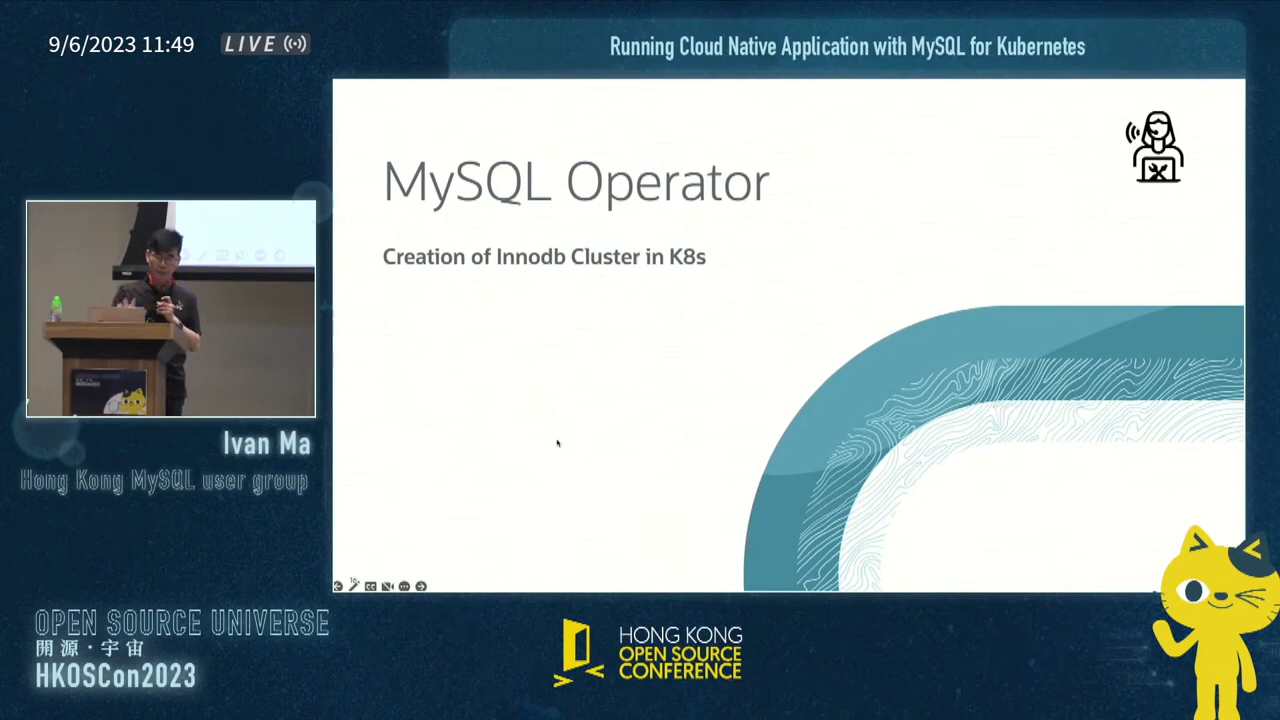 9/6/2023 11:49
LIVE
Running Cloud Native Application with MySQL for Kubernetes
MySQL Operator
Creation of Innodb Cluster in K8s
Ivan Ma
Hong Kong MySQL user group
OPEN SOURCE UNIVERSE
開源·宇宙
HKOSCon2023
HONG KONG
OPEN SOURCE
CONFERENCE